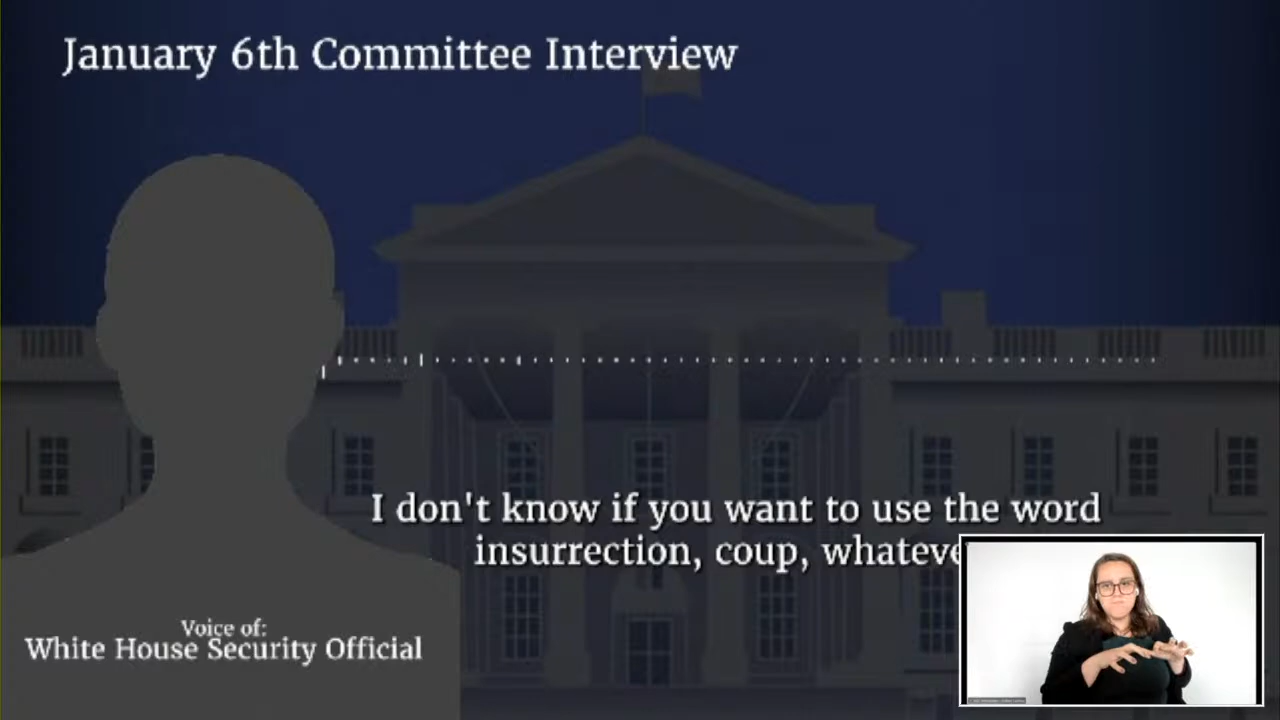 January 6th Committee Interview
I don't know if you want to use the word
insurrection, coup, whateve
Voice of:
White House Security Official